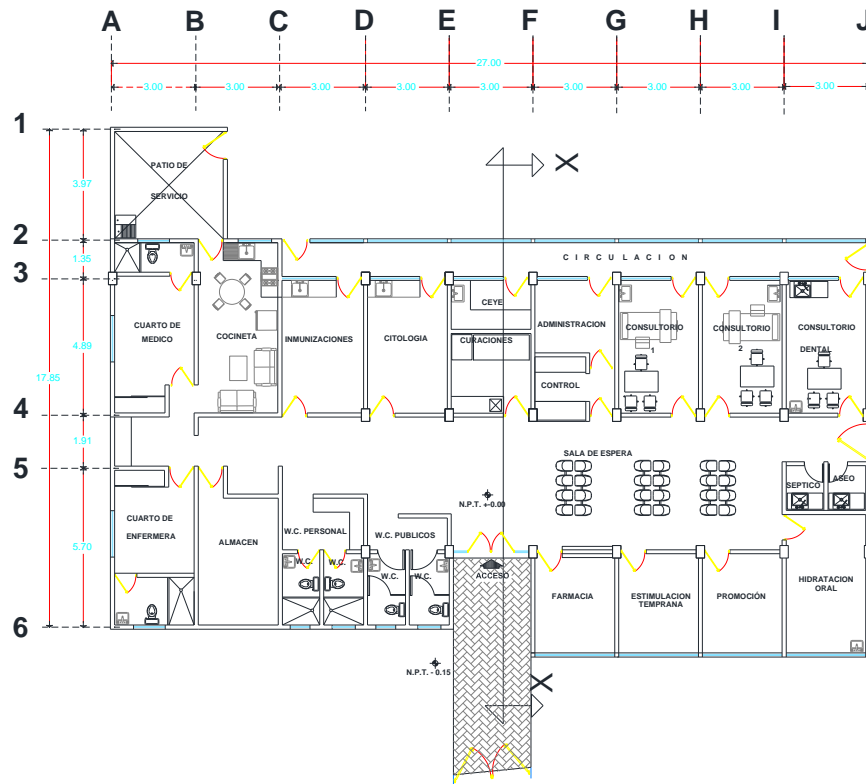 A B C D E F G H I J
27.00
3.00 3.00 3.00 3.00 3.00 3.00 3.00 3.00 3.00
1
X
PATIO DE
SERVICIO
3.97
2
1.35
CIRCULACION
3
CEYE
CUARTO DE
MEDICO
COCINETA
INMUNIZACIONES
CITOLOGIA
CURACIONES
ADMINISTRACION
CONSULTORIO
1
CONSULTORIO
2
CONSULTORIO
DENTAL
4.89
17.85
CONTROL
4
1.91
SALA DE ESPERA
5
SEPTICO
ASEO
N.P.T. +-0.00
CUARTO DE
ENFERMERA
ALMACEN
W.C. PERSONAL
W.C. PUBLICOS
5.70
W.C.
W.C.
W.C.
W.C.
ACCESO
FARMACIA
ESTIMULACION
TEMPRANA
PROMOCIÓN
HIDRATACION
ORAL
6
N.P.T. - 0.15
X